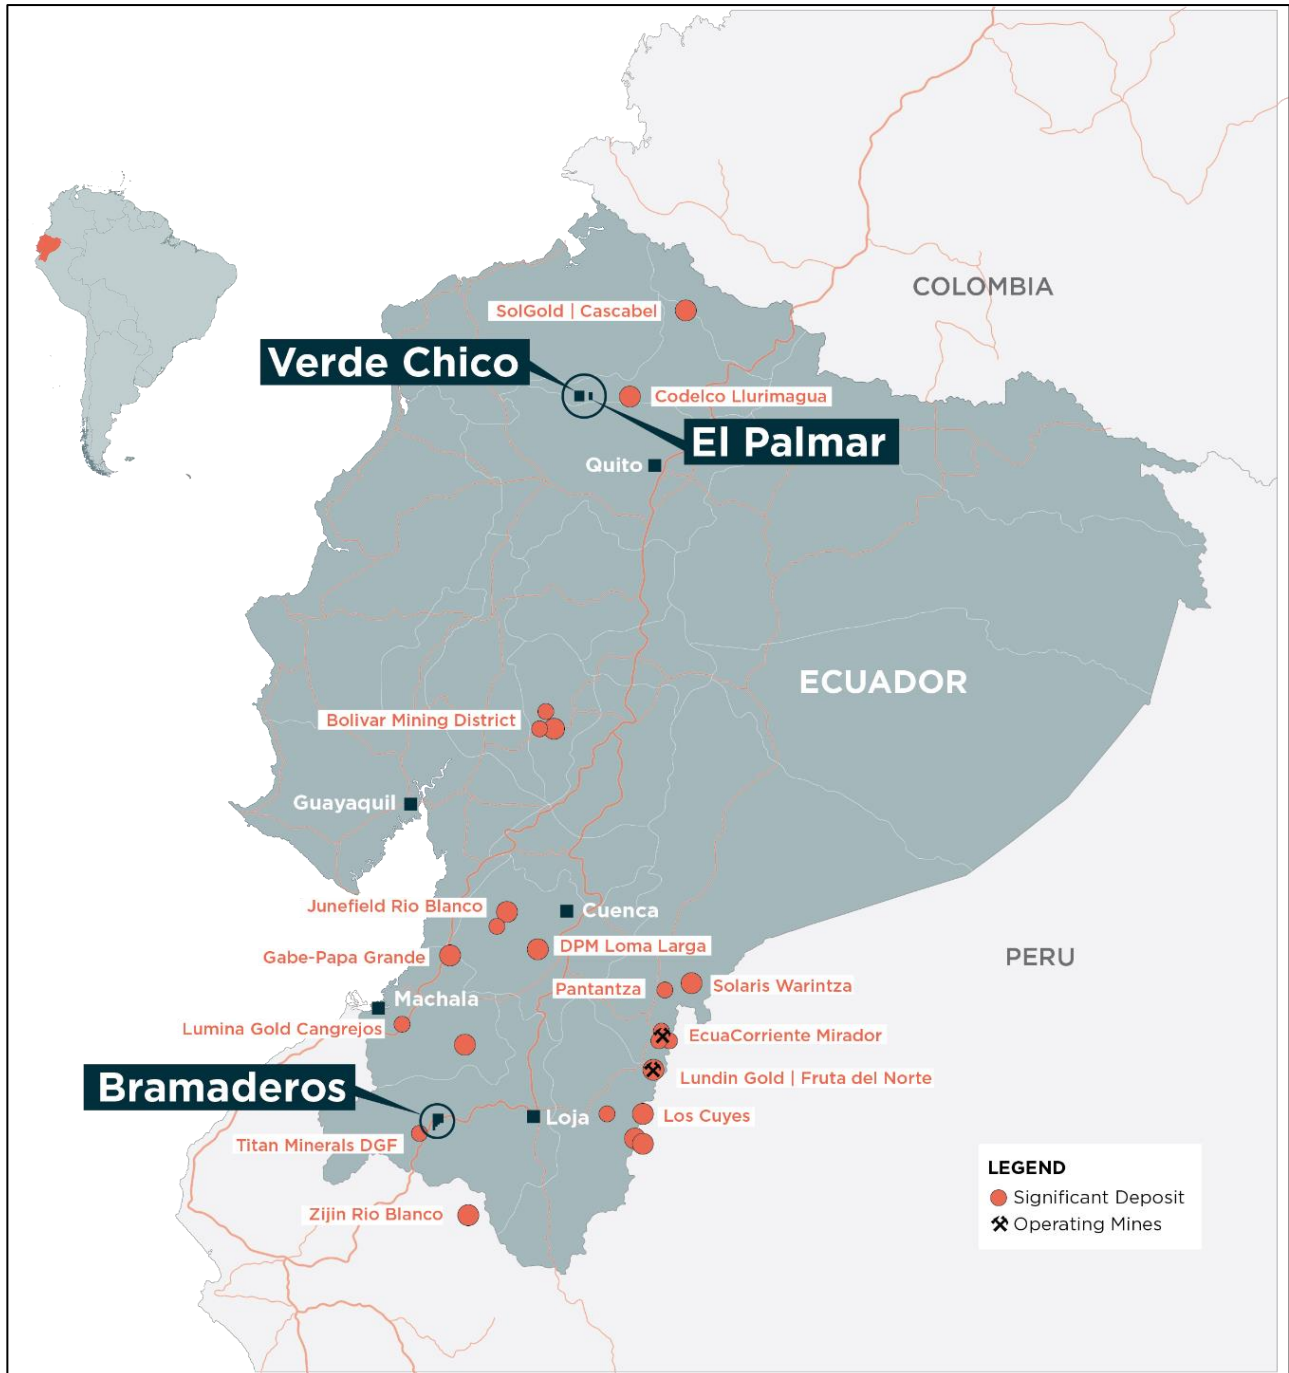 COLOMBIA
SolGold | Cascabel
Verde Chico
Codelco Llurimagua
El Palmar
Quito
ECUADOR
Bolivar Mining District
Guayaquil
Junefield Rio Blanco
Cuenca
DPM Loma Larga
Gabe-Papa Grande
PERU
Pantantza
Solaris Warintza
Machala
Lumina Gold Cangrejos
EcuaCorriente Mirador
Lundin Gold | Fruta del Norte
Bramaderos
Loja
Los Cuyes
Titan Minerals DGF
Zijin Rio Blanco
LEGEND
Significant Deposit
Operating Mines